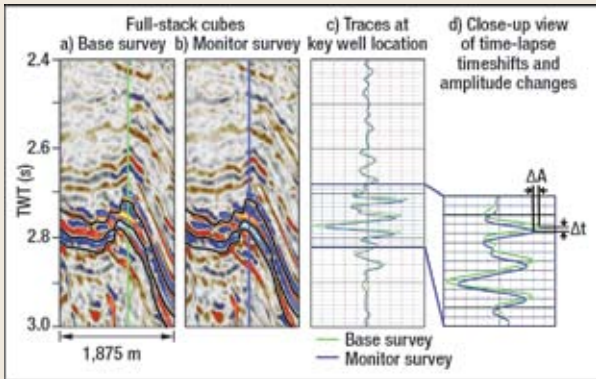 Full-stack cubes
a) Base survey
b) Monitor survey
c) Traces at
key well location
d) Close-up view
of time-lapse
timeshifts and
amplitude changes
TWT (s)
2.4
2.6
2.8
3.0
1,875 m
ΔA
Δt
Base survey
Monitor survey